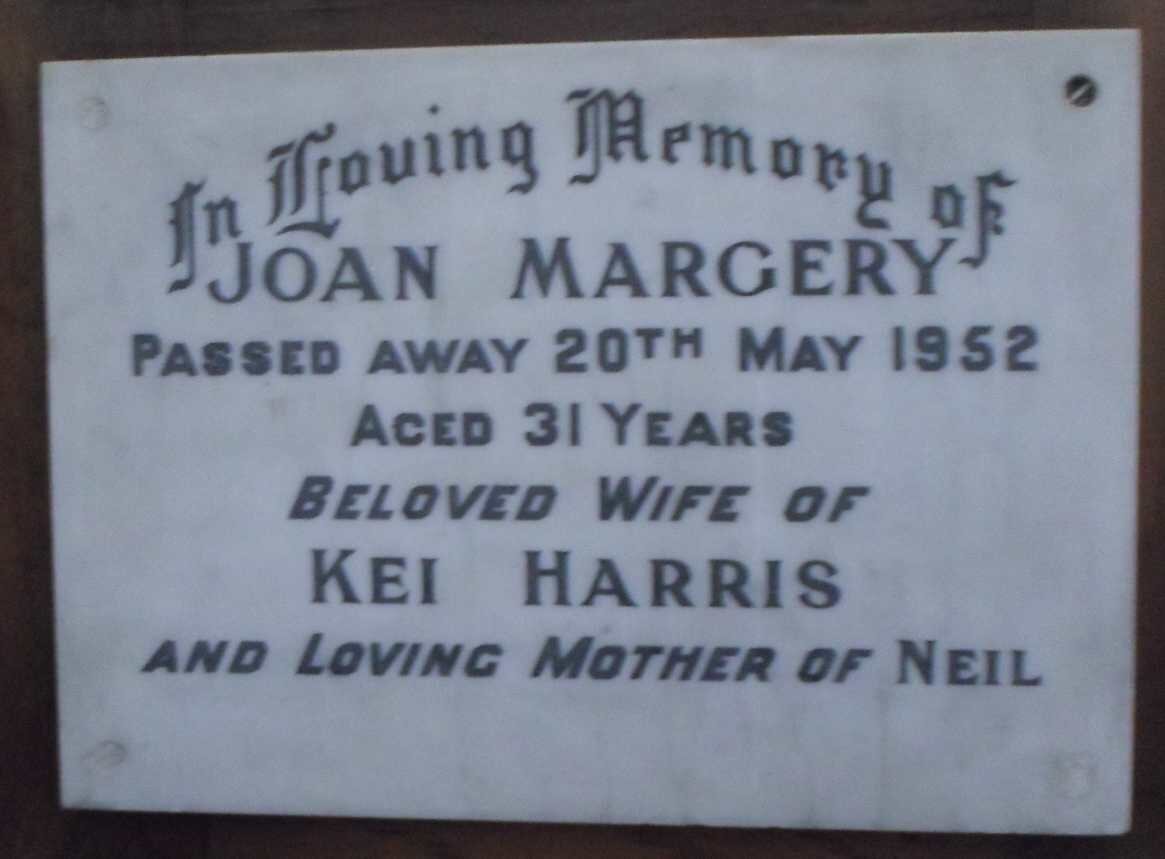 In Loving Memory of
JOAN MARGERY
PASSED AWAY 20TH MAY 1952
AGED 31 YEARS
BELOVED WIFE OF
KEI HARRIS
AND LOVING MOTHER OF NEIL